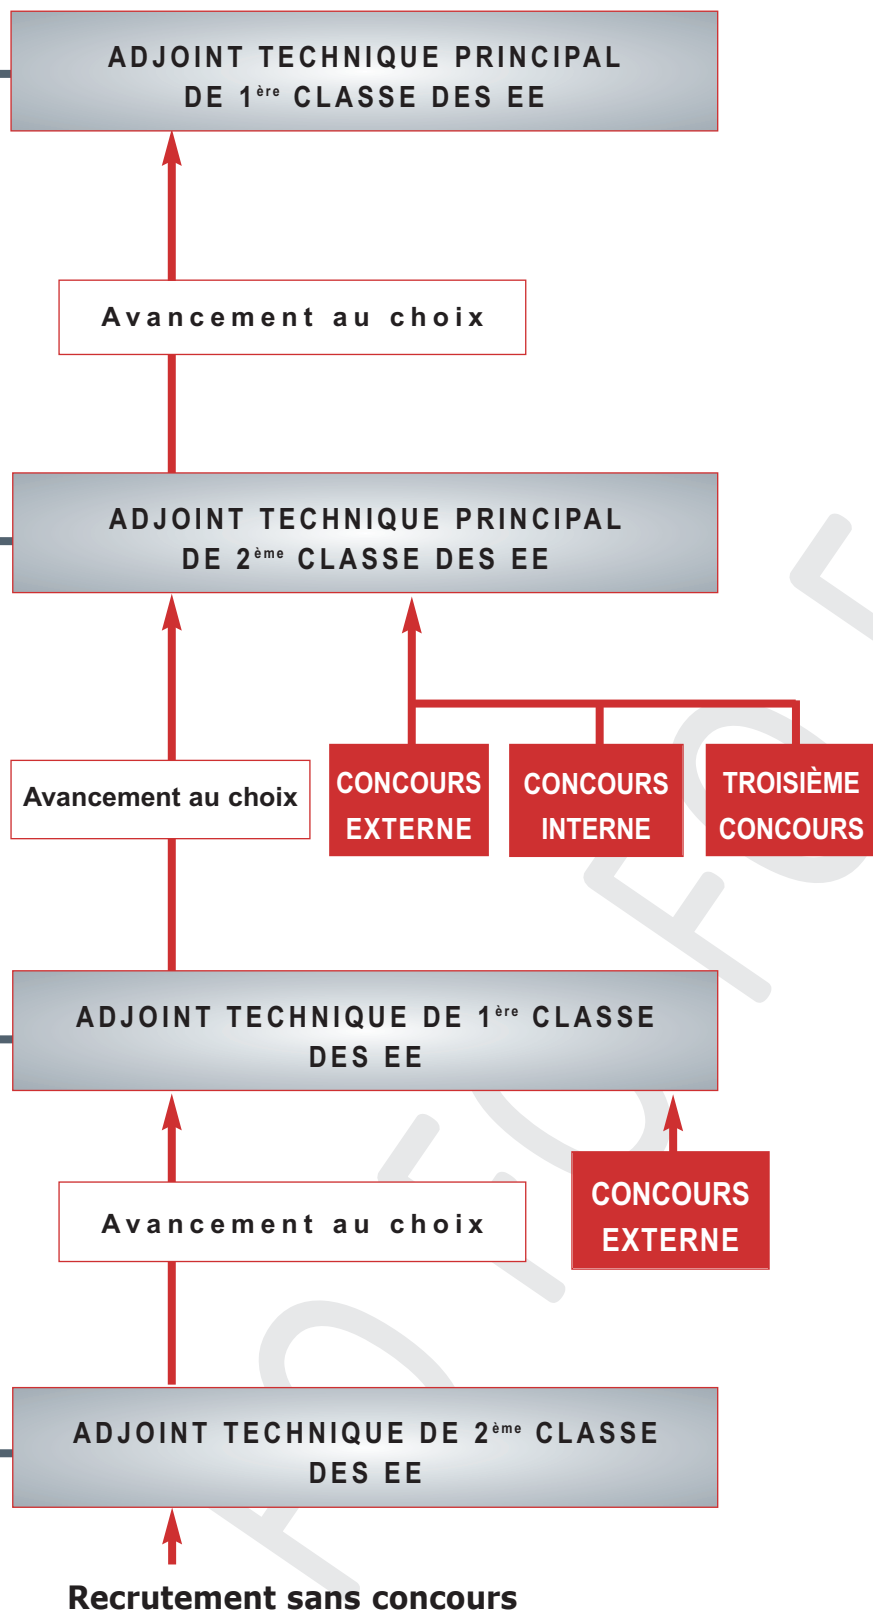 ADJOINT TECHNIQUE PRINCIPAL
DE 1ère CLASSE DES EE
Avancement au choix
ADJOINT TECHNIQUE PRINCIPAL
DE 2ème CLASSE DES EE
Avancement au choix
CONCOURS
EXTERNE
CONCOURS
INTERNE
TROISIÈME
CONCOURS
ADJOINT TECHNIQUE DE 1ère CLASSE
DES EE
Avancement au choix
CONCOURS
EXTERNE
ADJOINT TECHNIQUE DE 2ème CLASSE
DES EE
Recrutement sans concours